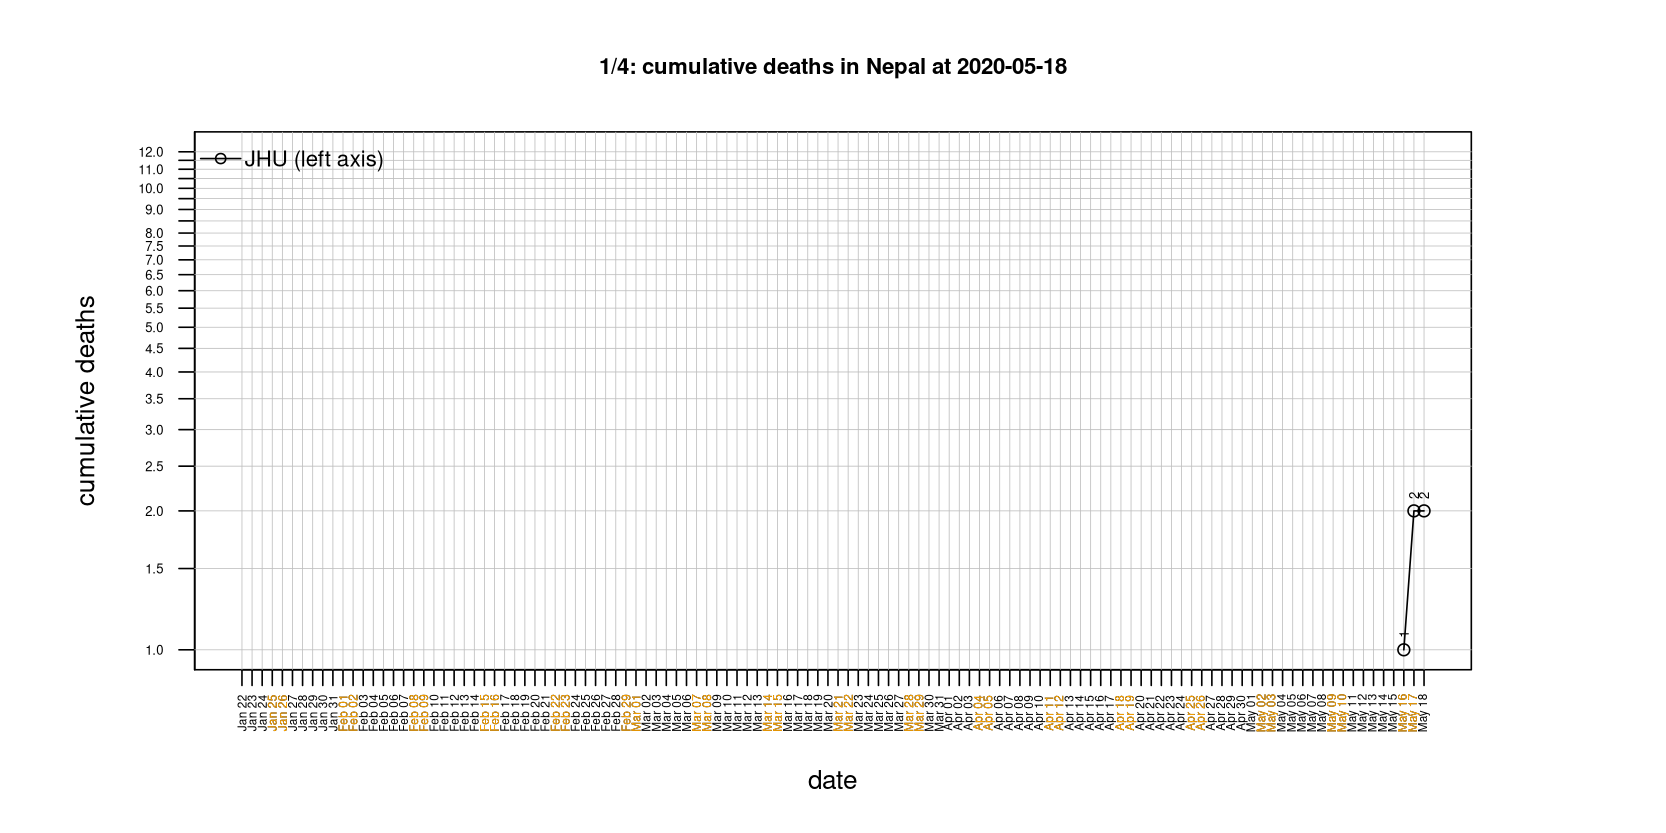 1/4: cumulative deaths in Nepal at 2020-05-18
JHU (left axis)
12.0
11.0
10.0
9.0
8.0
7.5
7.0
6.5
6.0
5.5
5.0
4.5
4.0
3.5
3.0
2.5
2.0
1.5
1.0
cumulative deaths
1
2
2
Jan 22
Jan 23
Jan 24
Jan 25
Jan 26
Jan 27
Jan 28
Jan 29
Jan 30
Jan 31
Feb 01
Feb 02
Feb 03
Feb 04
Feb 05
Feb 06
Feb 07
Feb 08
Feb 09
Feb 10
Feb 11
Feb 12
Feb 13
Feb 14
Feb 15
Feb 16
Feb 17
Feb 18
Feb 19
Feb 20
Feb 21
Feb 22
Feb 23
Feb 24
Feb 25
Feb 26
Feb 27
Feb 28
Feb 29
Mar 01
Mar 02
Mar 03
Mar 04
Mar 05
Mar 06
Mar 07
Mar 08
Mar 09
Mar 10
Mar 11
Mar 12
Mar 13
Mar 14
Mar 15
Mar 16
Mar 17
Mar 18
Mar 19
Mar 20
Mar 21
Mar 22
Mar 23
Mar 24
Mar 25
Mar 26
Mar 27
Mar 28
Mar 29
Mar 30
Mar 31
Apr 01
Apr 02
Apr 03
Apr 04
Apr 05
Apr 06
Apr 07
Apr 08
Apr 09
Apr 10
Apr 11
Apr 12
Apr 13
Apr 14
Apr 15
Apr 16
Apr 17
Apr 18
Apr 19
Apr 20
Apr 21
Apr 22
Apr 23
Apr 24
Apr 25
Apr 26
Apr 27
Apr 28
Apr 29
Apr 30
May 01
May 02
May 03
May 04
May 05
May 06
May 07
May 08
May 09
May 10
May 11
May 12
May 13
May 14
May 15
May 16
May 17
May 18
date